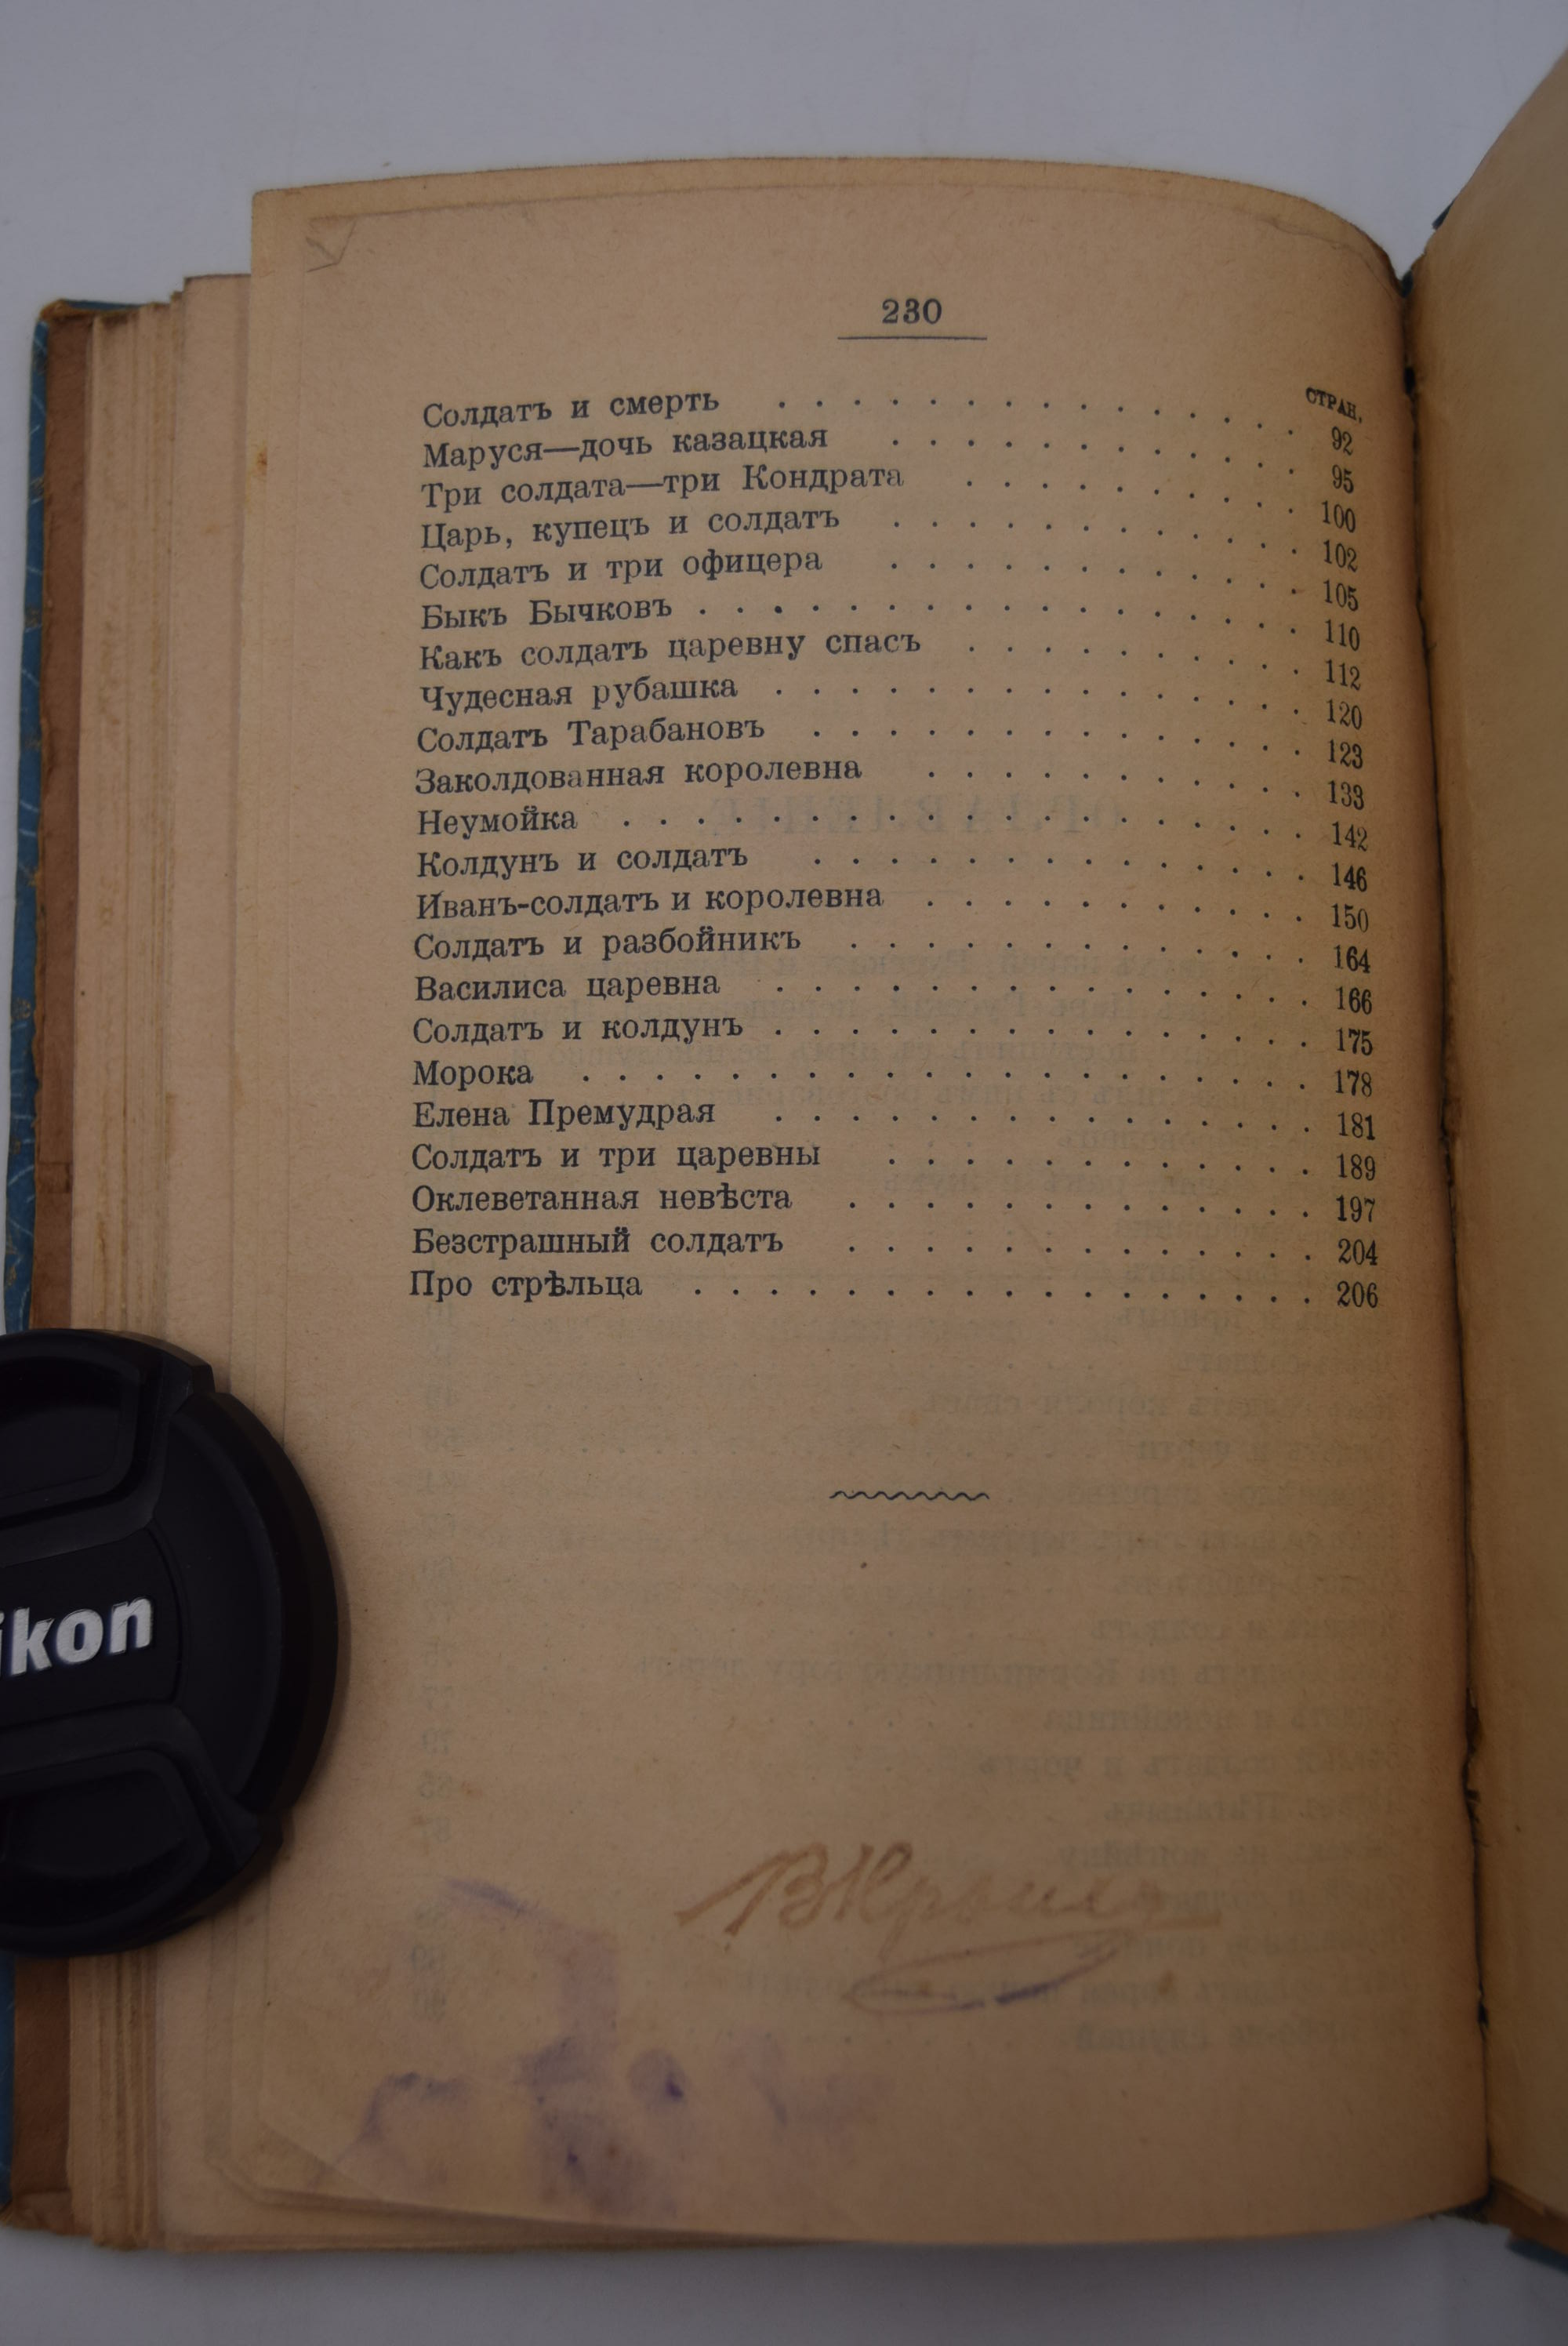 230
СТРАН.
Солдатъ и смерть . . . . . . . . . . . . . . 92
Маруся—дочь казацкая . . . . . . . . . . . 95
Три солдата—три Кондрата . . . . . . . . . 100
Царь, купецъ и солдатъ . . . . . . . . . . . 102
Солдатъ и три офицера . . . . . . . . . . . 105
Быкъ Бычковъ . . . . . . . . . . . . . . . . 110
Какъ солдатъ царевну спасъ . . . . . . . . . 112
Чудесная рубашка . . . . . . . . . . . . . . 120
Солдатъ Тарабановъ . . . . . . . . . . . . . 123
Заколдованная королевна . . . . . . . . . . 133
Неумойка . . . . . . . . . . . . . . . . . . 142
Колдунъ и солдатъ . . . . . . . . . . . . . 146
Иванъ-солдатъ и королевна . . . . . . . . . . 150
Солдатъ и разбойникъ . . . . . . . . . . . . 164
Василиса царевна . . . . . . . . . . . . . . 166
Солдатъ и колдунъ . . . . . . . . . . . . . . 175
Морока . . . . . . . . . . . . . . . . . . . 178
Елена Премудрая . . . . . . . . . . . . . . 181
Солдатъ и три царевны . . . . . . . . . . . 189
Оклеветанная невѣста . . . . . . . . . . . . 197
Безстрашный солдатъ . . . . . . . . . . . . 204
Про стрѣльца . . . . . . . . . . . . . . . . 206
ikon